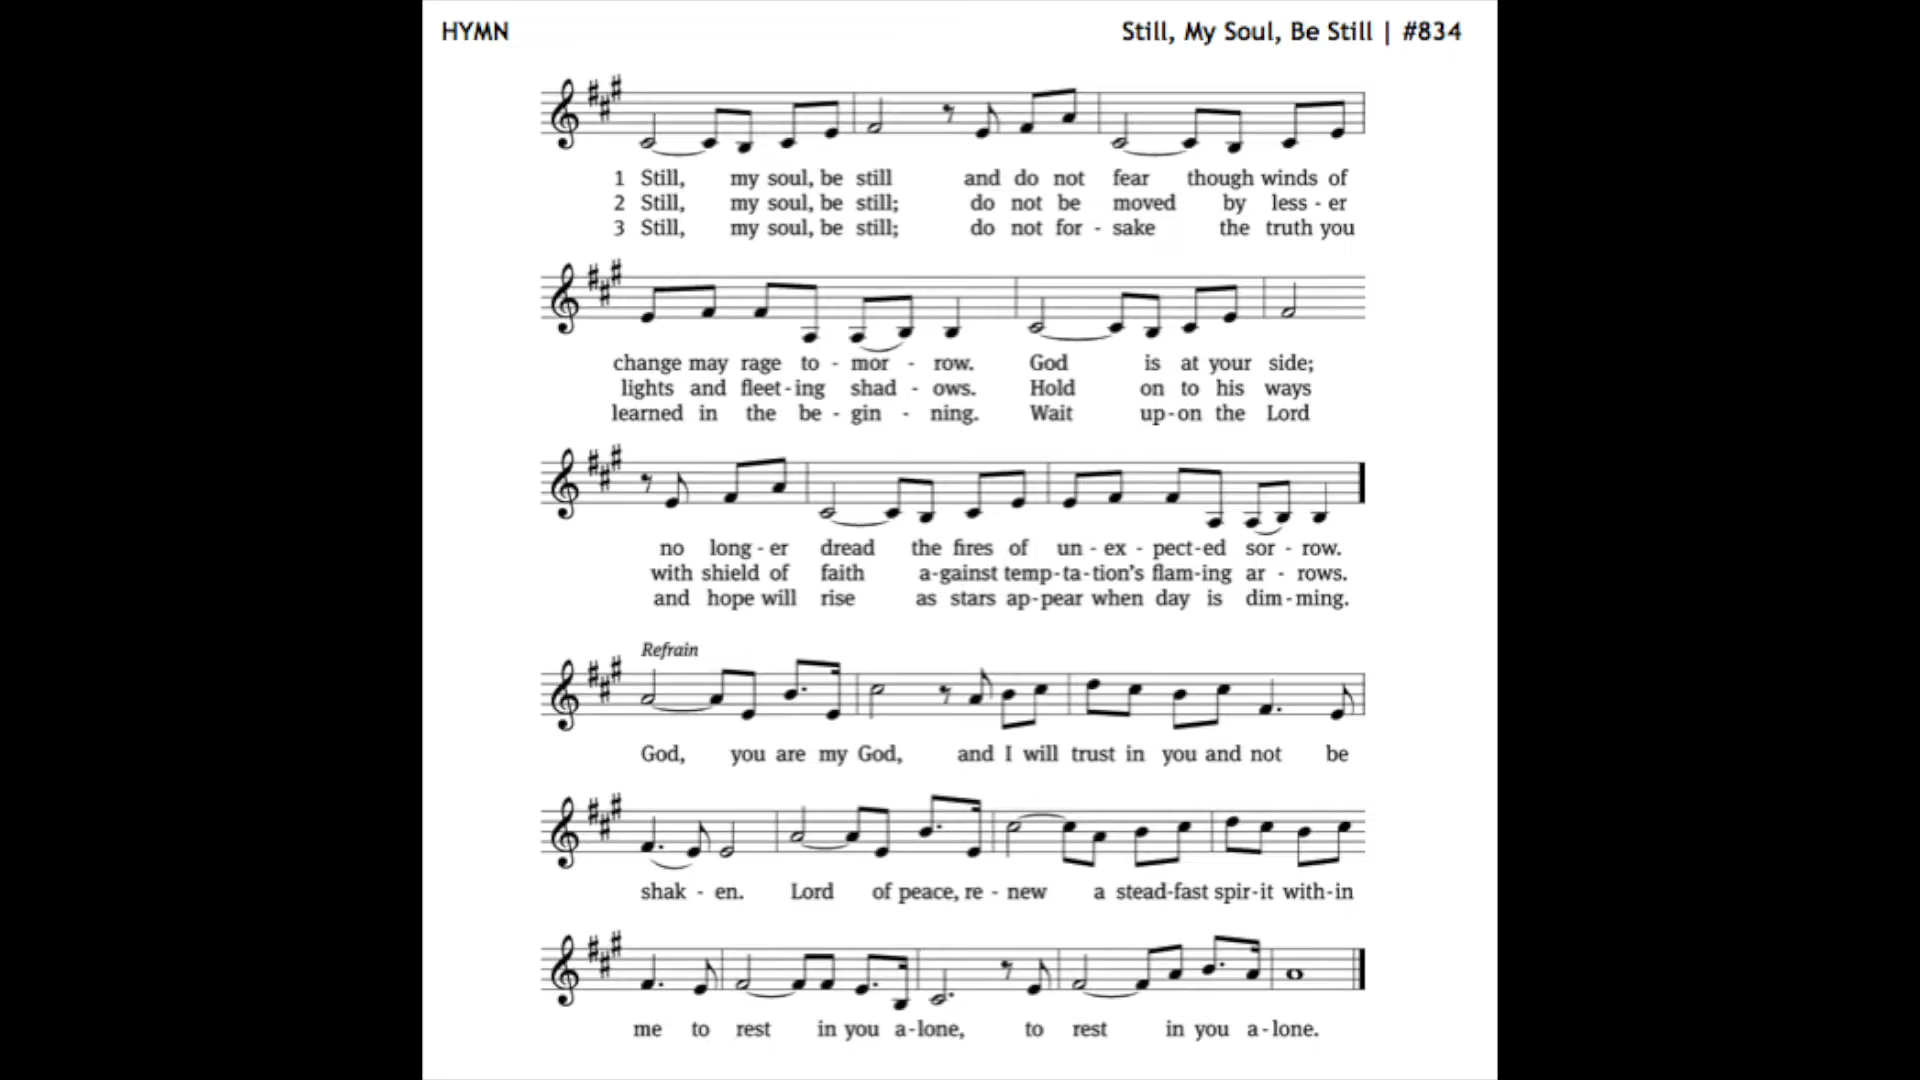 HYMN
Still, My Soul, Be Still | #834
1 Still, my soul, be still and do not fear though winds of
2 Still, my soul, be still; do not be moved by less - er
3 Still, my soul, be still; do not for - sake the truth you
change may rage to - mor - row. God is at your side;
lights and fleet - ing shad - ows. Hold on to his ways
learned in the be - gin - ning. Wait up - on the Lord
no long - er dread the fires of un - ex - pect - ed sor - row.
with shield of faith a - gainst temp - ta - tion's flam - ing ar - rows.
and hope will rise as stars ap - pear when day is dim - ming.
Refrain
God, you are my God, and I will trust in you and not be
shak - en. Lord of peace, re - new a stead - fast spir - it with - in
me to rest in you a - lone, to rest in you a - lone.